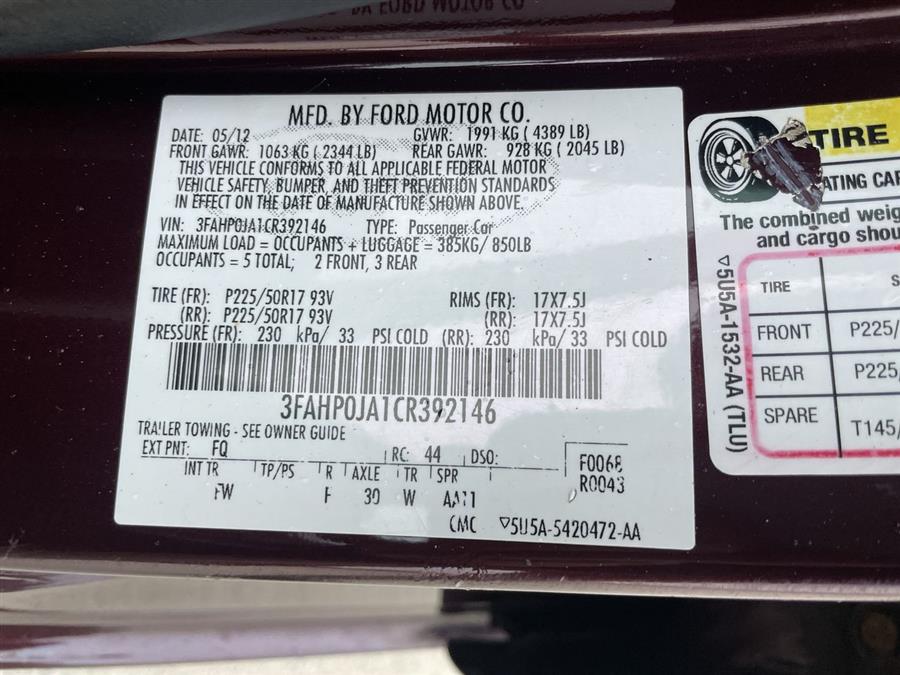 MFD. BY FORD MOTOR CO.
DATE: 05/12 GVWR: 1991 KG ( 4389 LB)
FRONT GAWR: 1063 KG ( 2344 LB) REAR GAWR: 928 KG ( 2045 LB)
THIS VEHICLE CONFORMS TO ALL APPLICABLE FEDERAL MOTOR
VEHICLE SAFETY, BUMPER, AND THEFT PREVENTION STANDARDS
IN EFFECT ON THE DATE OF MANUFACTURE SHOWN ABOVE.
VIN: 3FAHP0JA1CR392146 TYPE: Passenger Car
MAXIMUM LOAD = OCCUPANTS + LUGGAGE = 385KG/ 850LB
OCCUPANTS = 5 TOTAL; 2 FRONT, 3 REAR
TIRE (FR): P225/50R17 93V RIMS (FR): 17X7.5J
(RR): P225/50R17 93V (RR): 17X7.5J
PRESSURE (FR): 230 kPa/ 33 PSI COLD (RR): 230 kPa/ 33 PSI COLD
3FAHP0JA1CR392146
TRAILER TOWING - SEE OWNER GUIDE
EXT PNT: FQ RC: 44 DSO: F0068
R0043
INT TR TP/PS R AXLE TR SPR
FW F 30 W AA11
CMC ▽5U5A-5420472-AA
TIRE
ATING CAP
The combined weig
and cargo shou
▽5U5A-1532-AA (TLU)
TIRE S
FRONT P225/
REAR P225/
SPARE T145/